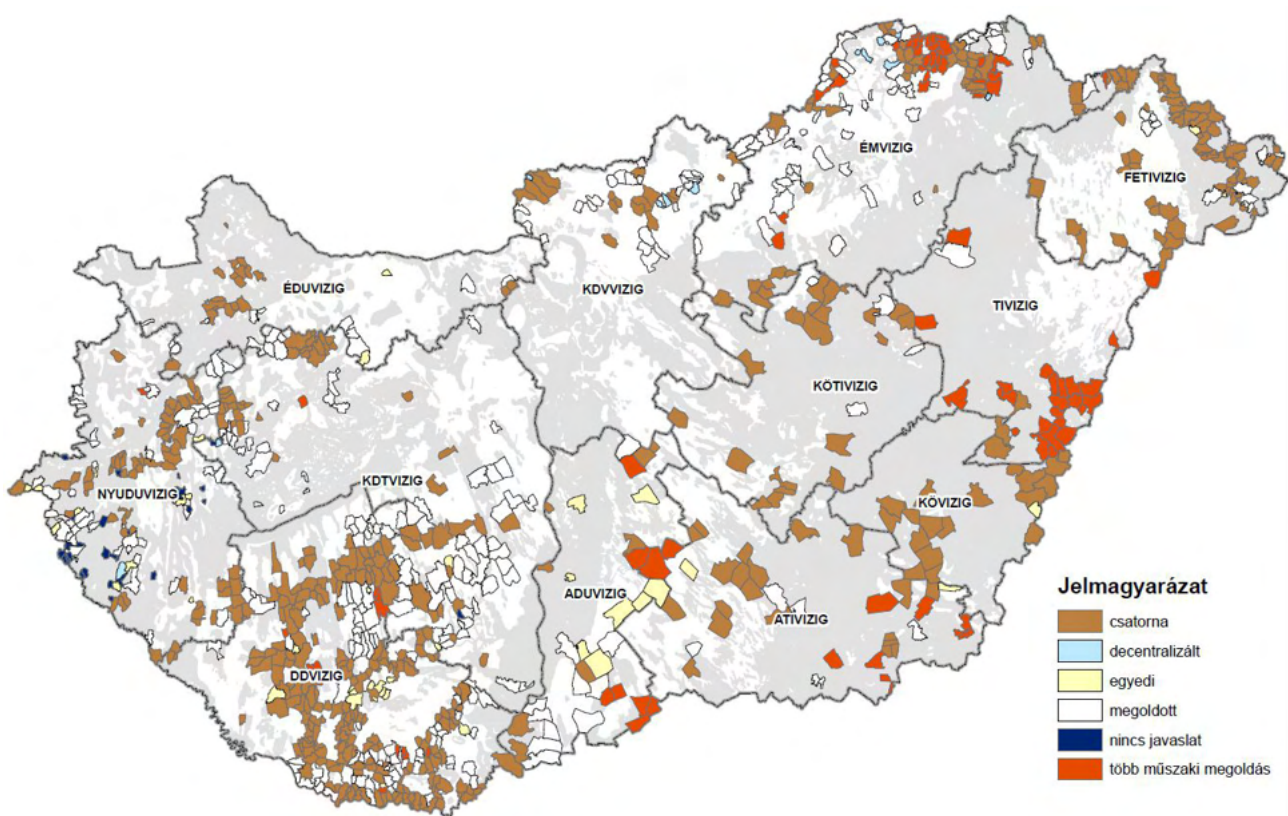 ÉMVIZIG
FETIVIZIG
ÉDUVIZIG
KDVVIZIG
TIVIZIG
KÖTIVIZIG
NYUDUVIZIG
KDTVIZIG
KÖVIZIG
ADUVIZIG
ATIVIZIG
DDVIZIG
Jelmagyarázat
csatorna
decentralizált
egyedi
megoldott
nincs javaslat
több műszaki megoldás